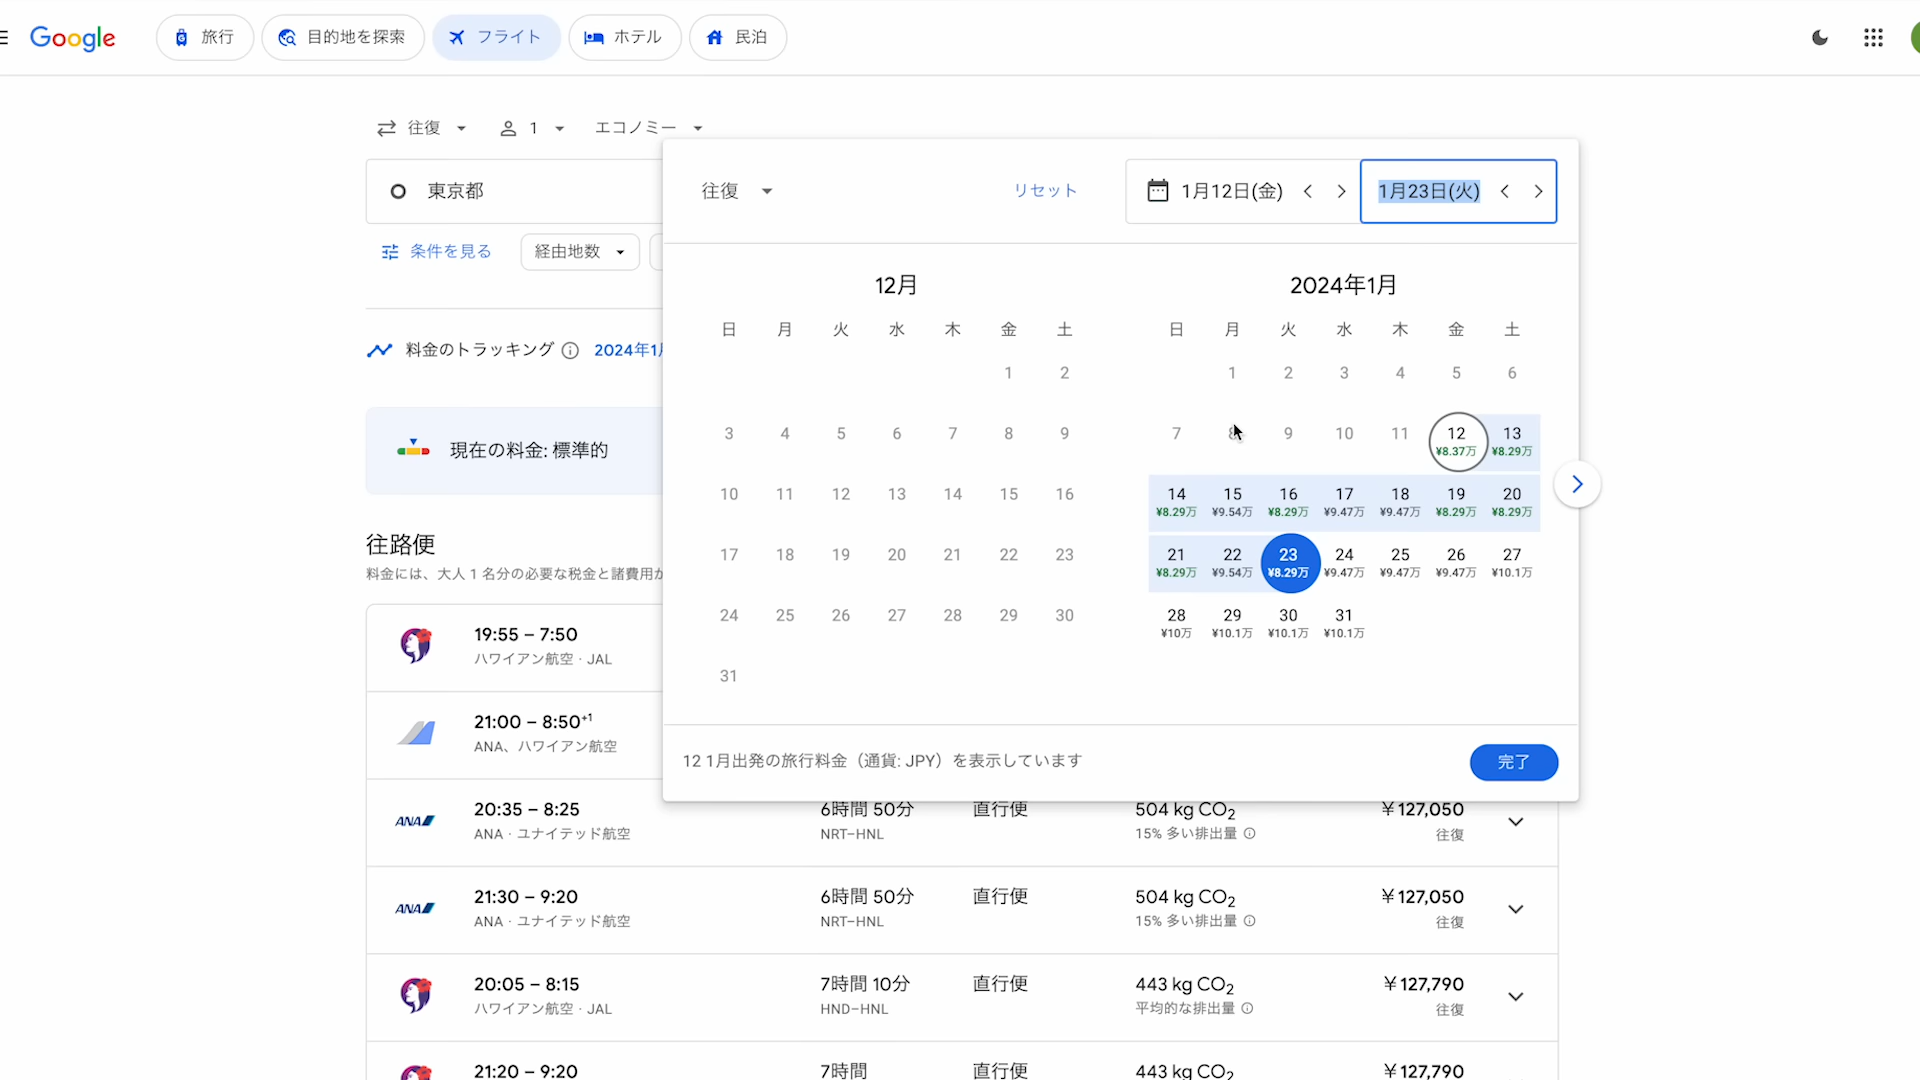 Google
旅行
目的地を探索
フライト
ホテル
民泊
往復
1
エコノミー
東京都
往復
リセット
1月12日(金)
1月23日(火)
条件を見る
経由地数
12月
2024年1月
日 月 火 水 木 金 土
日 月 火 水 木 金 土
1 2
1 2 3 4 5 6
料金のトラッキング
2024年1月
3 4 5 6 7 8 9
7 8 9 10 11 12 13
¥8.37万 ¥8.29万
現在の料金: 標準的
10 11 12 13 14 15 16
14 15 16 17 18 19 20
¥8.29万 ¥9.54万 ¥8.29万 ¥9.47万 ¥9.47万 ¥8.29万 ¥8.29万
17 18 19 20 21 22 23
21 22 23 24 25 26 27
¥8.29万 ¥9.54万 ¥8.29万 ¥9.47万 ¥9.47万 ¥9.47万 ¥10.1万
24 25 26 27 28 29 30
28 29 30 31
¥10万 ¥10.1万 ¥10.1万 ¥10.1万
31
往路便
料金には、大人 1 名分の必要な税金と諸費用が
19:55 – 7:50
ハワイアン航空 · JAL
21:00 – 8:50+1
ANA、ハワイアン航空
12 1月出発の旅行料金（通貨: JPY）を表示しています
完了
ANA
20:35 – 8:25
ANA · ユナイテッド航空
6時間 50分
NRT–HNL
直行便
504 kg CO2
15% 多い排出量
￥127,050
往復
ANA
21:30 – 9:20
ANA · ユナイテッド航空
6時間 50分
NRT–HNL
直行便
504 kg CO2
15% 多い排出量
￥127,050
往復
20:05 – 8:15
ハワイアン航空 · JAL
7時間 10分
HND–HNL
直行便
443 kg CO2
平均的な排出量
￥127,790
往復
21:20 – 9:20
7時間
直行便
443 kg CO2
￥127,790